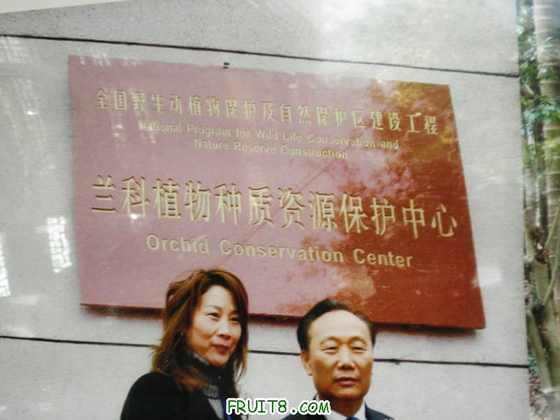 全国野生动植物保护及自然保护区建设工程
National Program for Wild Life Conservation and
Nature Reserve Construction
兰科植物种质资源保护中心
Orchid Conservation Center
FRUIT8.COM